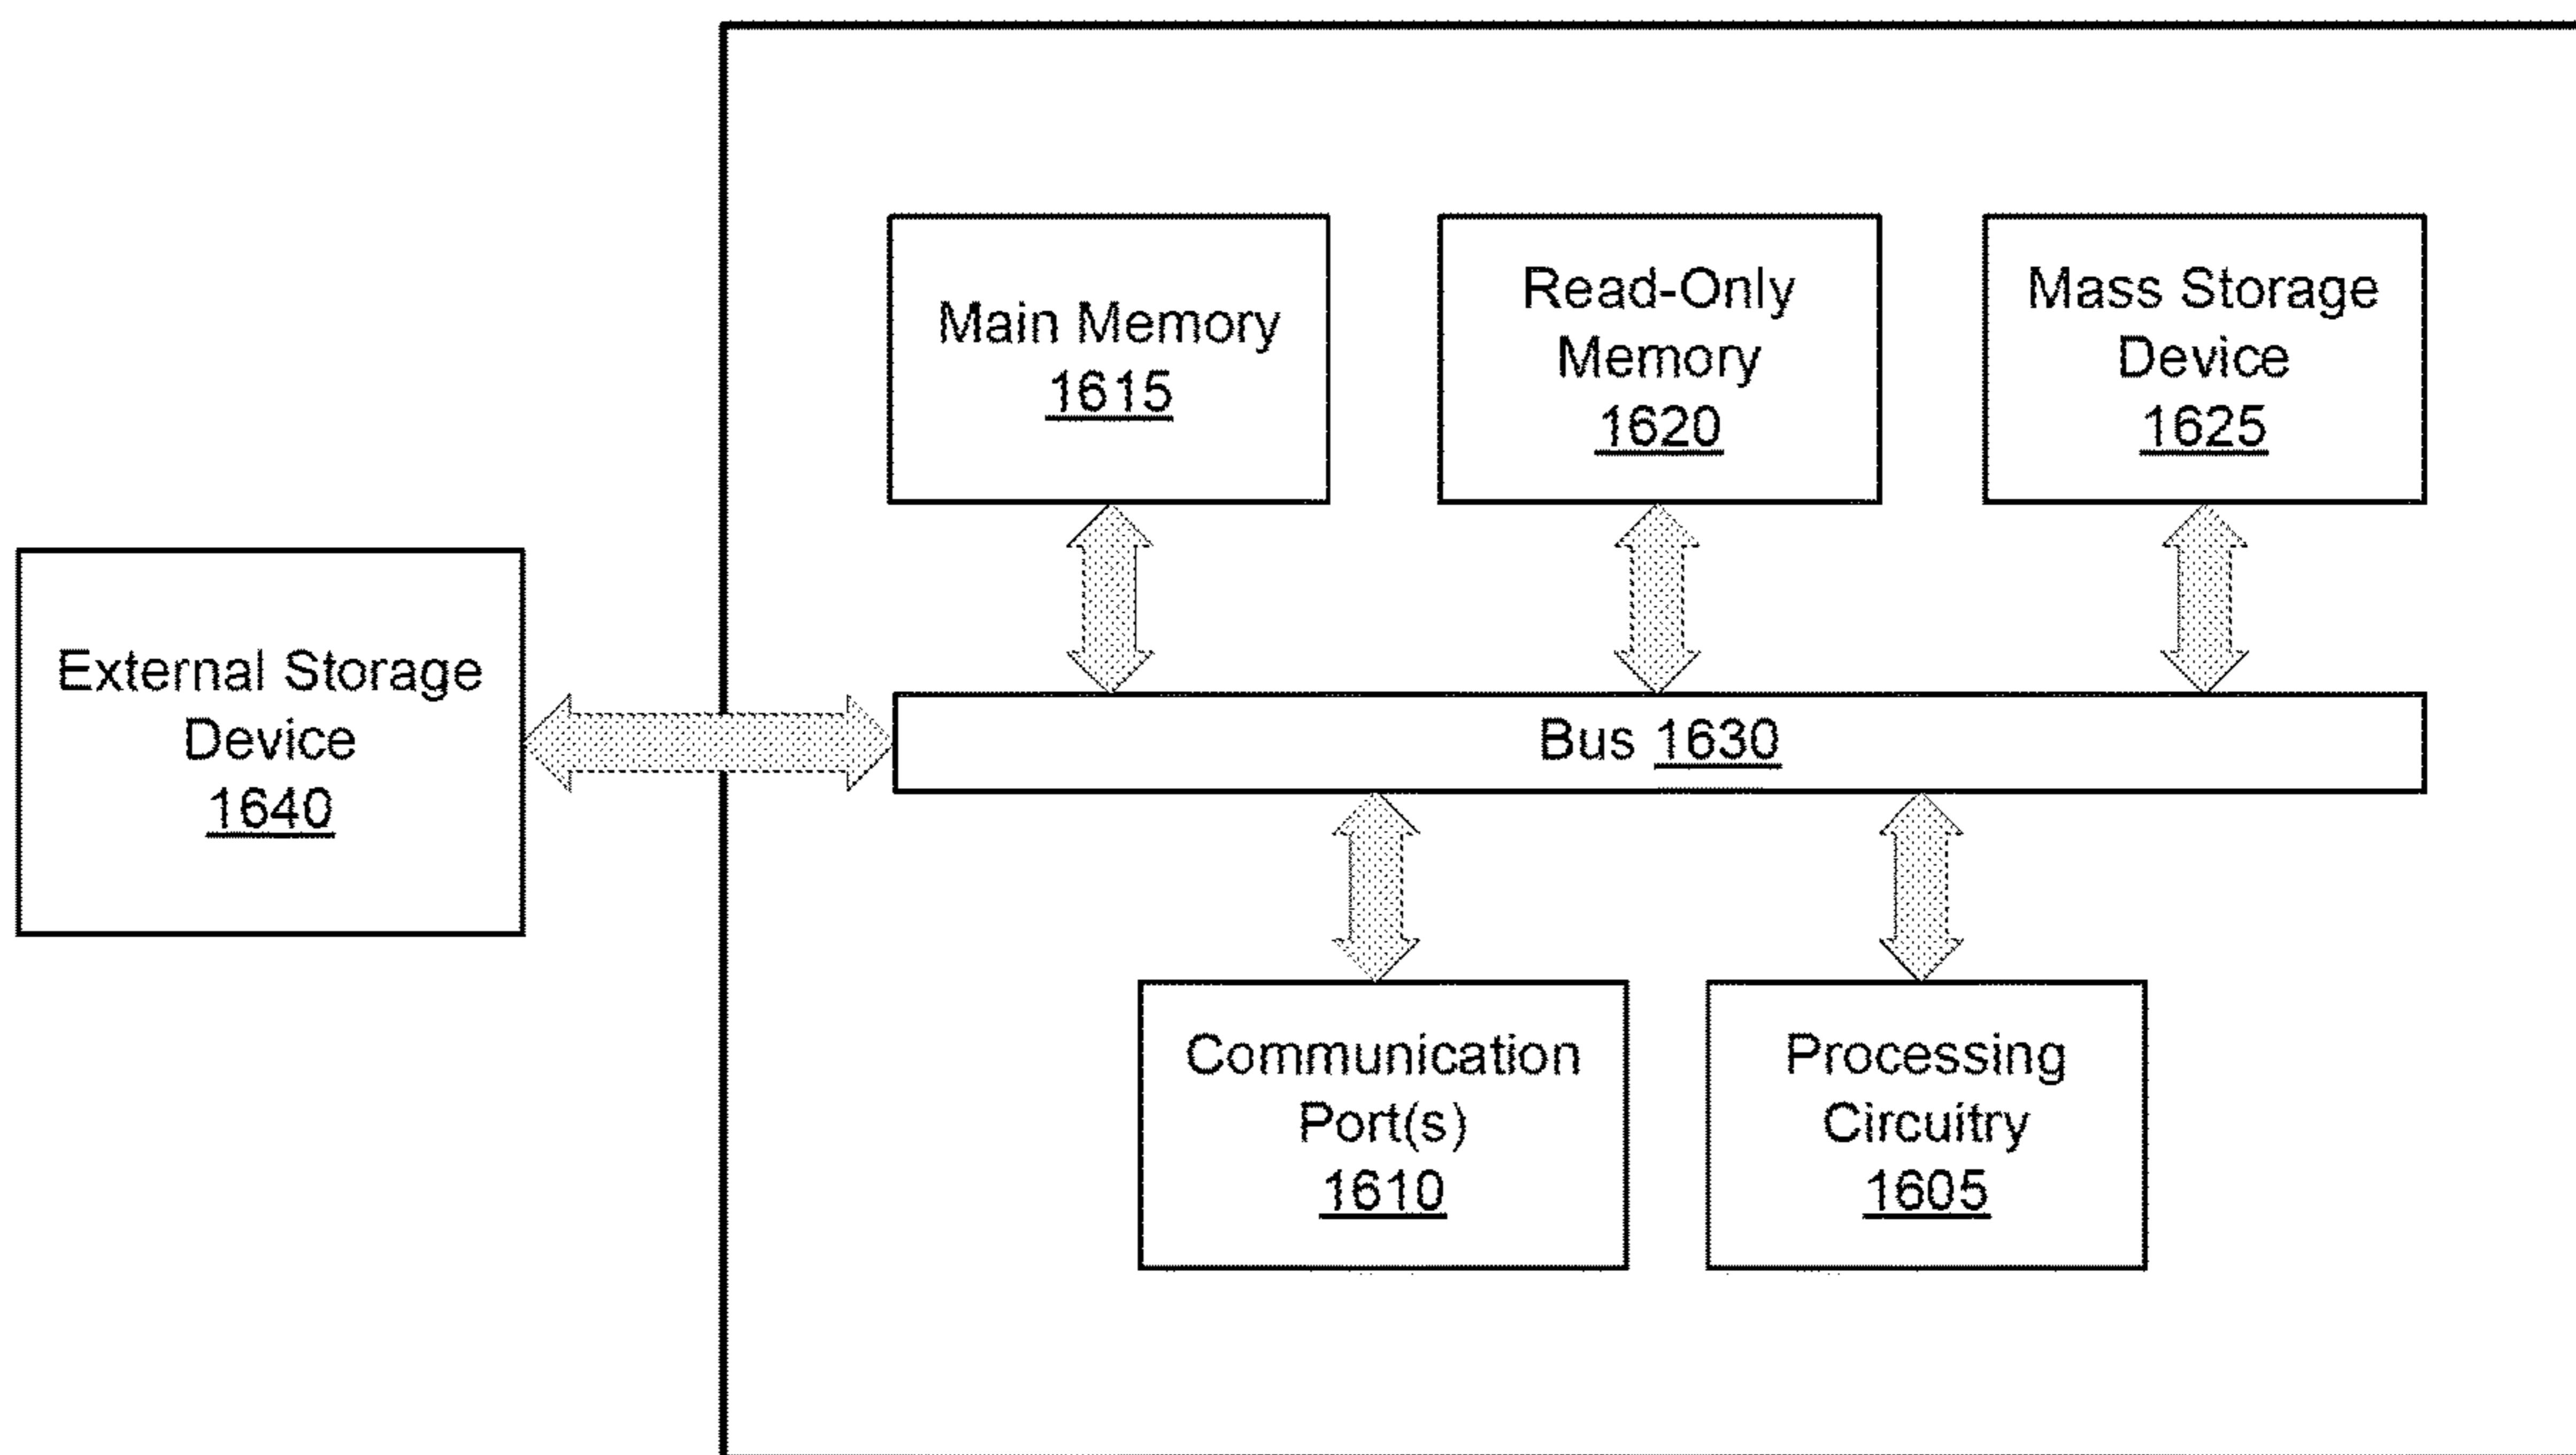 Main Memory
1615
Read-Only
Memory
1620
Mass Storage
Device
1625
External Storage
Device
1640
Bus 1630
Communication
Port(s)
1610
Processing
Circuitry
1605